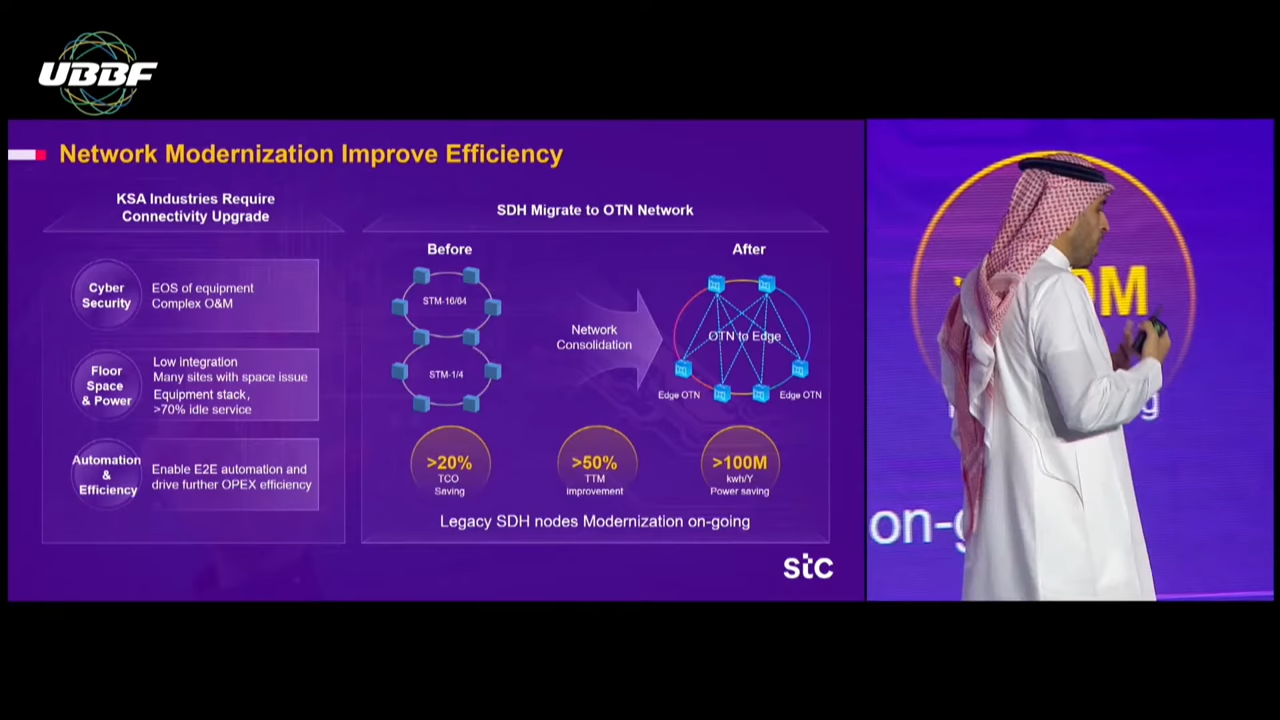 UBBF
Network Modernization Improve Efficiency
KSA Industries Require
Connectivity Upgrade
Cyber
Security
EOS of equipment
Complex O&M
Floor
Space
& Power
Low integration
Many sites with space issue
Equipment stack,
>70% idle service
Automation
&
Efficiency
Enable E2E automation and
drive further OPEX efficiency
SDH Migrate to OTN Network
Before
STM-16/64
STM-1/4
Network
Consolidation
After
OTN to Edge
Edge OTN
Edge OTN
>20%
TCO
Saving
>50%
TTM
improvement
>100M
kwh/Y
Power saving
Legacy SDH nodes Modernization on-going
stc
0M
g
on-g